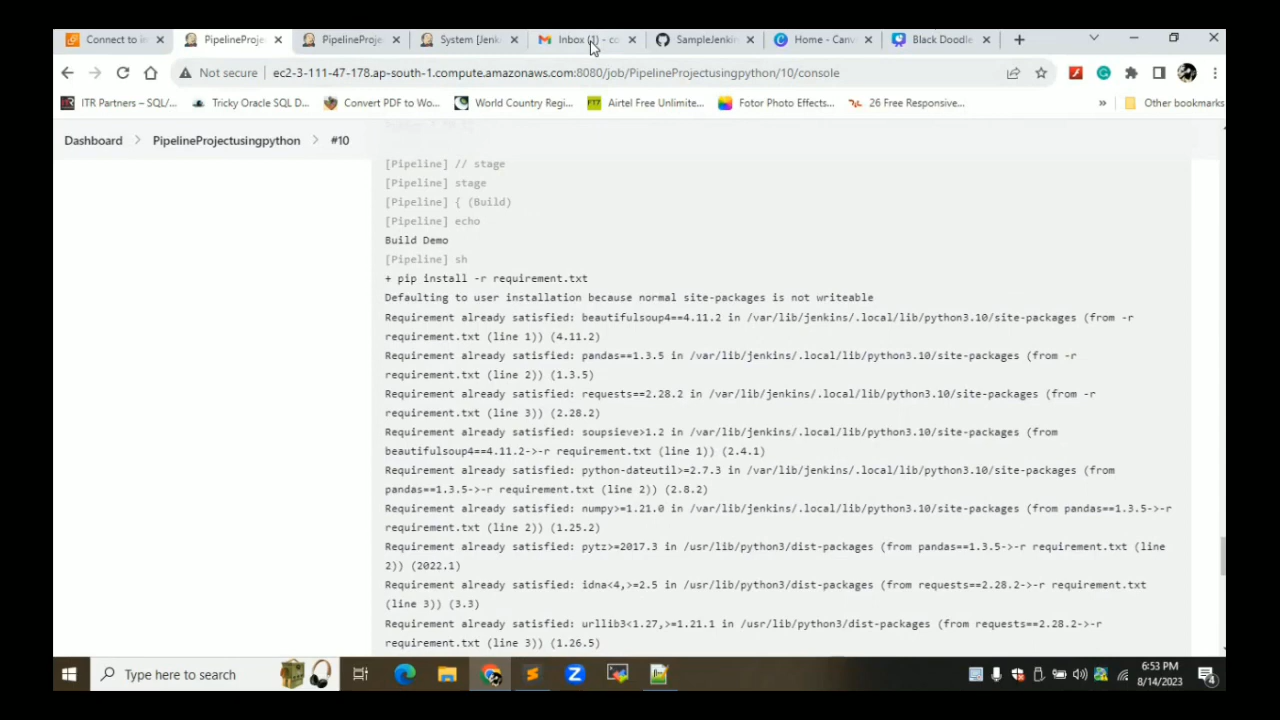 Connect to i
PipelineProje
PipelineProje
System [Jenk
Inbox (1) - co
SampleJenkin
Home - Canv
Black Doodle
Not secure
ec2-3-111-47-178.ap-south-1.compute.amazonaws.com:8080/job/PipelineProjectusingpython/10/console
ITR Partners – SQL/...
Tricky Oracle SQL D...
Convert PDF to Wo...
World Country Regi...
FTZ
Airtel Free Unlimite...
Fotor Photo Effects...
26 Free Responsive...
»
Other bookmarks
Dashboard > PipelineProjectusingpython > #10
[Pipeline] // stage
[Pipeline] stage
[Pipeline] { (Build)
[Pipeline] echo
Build Demo
[Pipeline] sh
+ pip install -r requirement.txt
Defaulting to user installation because normal site-packages is not writeable
Requirement already satisfied: beautifulsoup4==4.11.2 in /var/lib/jenkins/.local/lib/python3.10/site-packages (from -r
requirement.txt (line 1)) (4.11.2)
Requirement already satisfied: pandas==1.3.5 in /var/lib/jenkins/.local/lib/python3.10/site-packages (from -r
requirement.txt (line 2)) (1.3.5)
Requirement already satisfied: requests==2.28.2 in /var/lib/jenkins/.local/lib/python3.10/site-packages (from -r
requirement.txt (line 3)) (2.28.2)
Requirement already satisfied: soupsieve>1.2 in /var/lib/jenkins/.local/lib/python3.10/site-packages (from
beautifulsoup4==4.11.2->-r requirement.txt (line 1)) (2.4.1)
Requirement already satisfied: python-dateutil>=2.7.3 in /var/lib/jenkins/.local/lib/python3.10/site-packages (from
pandas==1.3.5->-r requirement.txt (line 2)) (2.8.2)
Requirement already satisfied: numpy>=1.21.0 in /var/lib/jenkins/.local/lib/python3.10/site-packages (from pandas==1.3.5->-r
requirement.txt (line 2)) (1.25.2)
Requirement already satisfied: pytz>=2017.3 in /usr/lib/python3/dist-packages (from pandas==1.3.5->-r requirement.txt (line
2)) (2022.1)
Requirement already satisfied: idna<4,>=2.5 in /usr/lib/python3/dist-packages (from requests==2.28.2->-r requirement.txt
(line 3)) (3.3)
Requirement already satisfied: urllib3<1.27,>=1.21.1 in /usr/lib/python3/dist-packages (from requests==2.28.2->-r
requirement.txt (line 3)) (1.26.5)
Type here to search
6:53 PM
8/14/2023
4